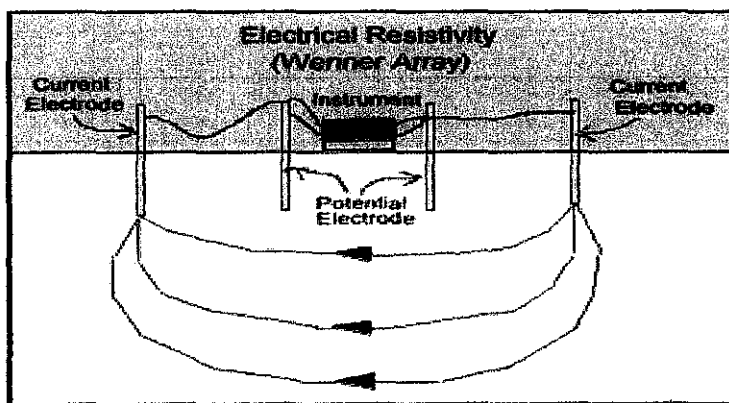 Electrical Resistivity
(Wenner Array)
Current
Electrode
Instrument
Current
Electrode
Potential
Electrode